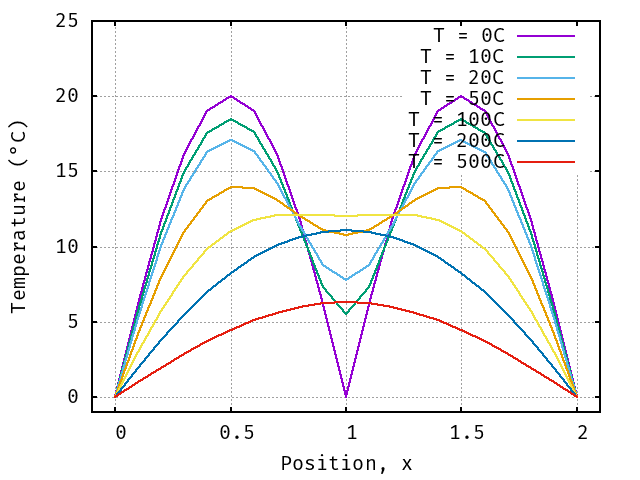 25
20
15
10
5
0
Temperature (°C)
T = 0C
T = 10C
T = 20C
T = 50C
T = 100C
T = 200C
T = 500C
0 0.5 1 1.5 2
Position, x